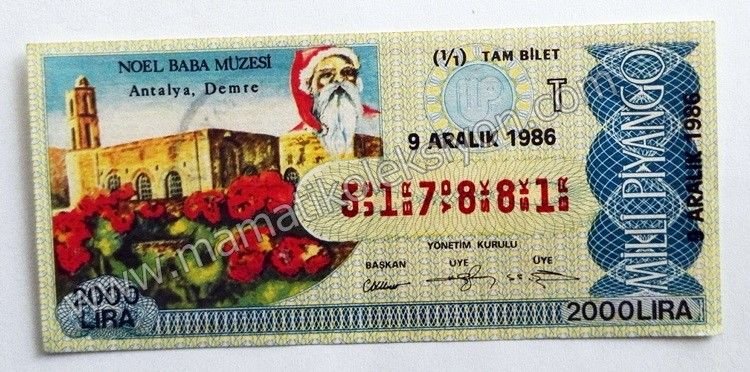 NOEL BABA MÜZESİ
Antalya, Demre
2000
LİRA
(1/1) TAM BİLET
T
9 ARALIK 1986
YÖNETİM KURULU
BAŞKAN ÜYE ÜYE
2000 LİRA
MİLLİ PİYANGO
9 ARALIK 1986
www.mamatikoleksiyon.com